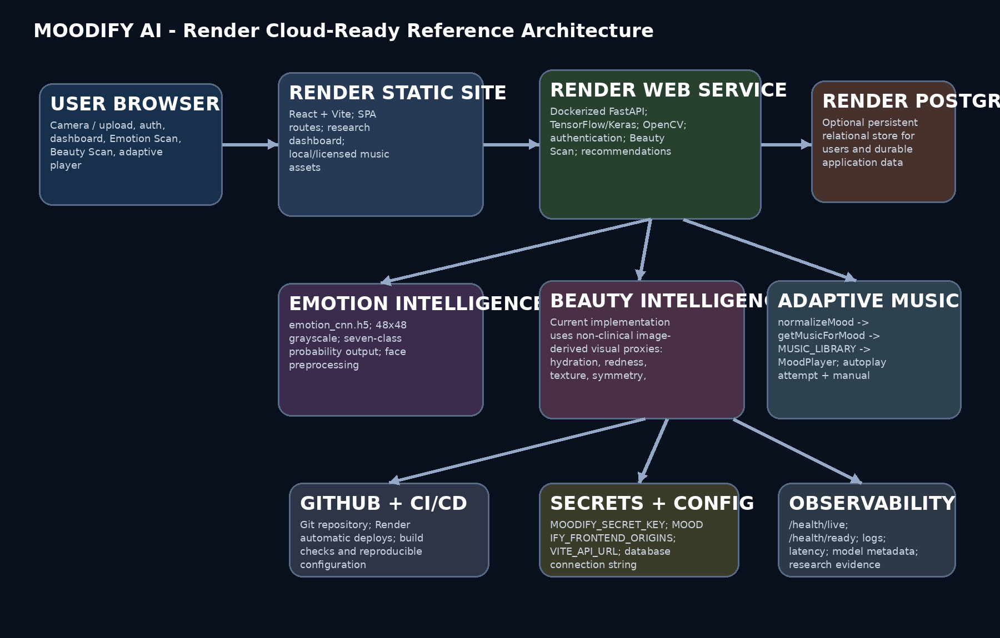 MOODIFY AI - Render Cloud-Ready Reference Architecture
USER BROWSER
Camera / upload, auth,
dashboard, Emotion Scan,
Beauty Scan, adaptive
player
RENDER STATIC SITE
React + Vite; SPA
routes; research
dashboard;
local/licensed music
assets
RENDER WEB SERVICE
Dockerized FastAPI;
TensorFlow/Keras; OpenCV;
authentication; Beauty
Scan; recommendations
RENDER POSTGR
Optional persistent
relational store for
users and durable
application data
EMOTION INTELLIGENCE
emotion_cnn.h5; 48x48
grayscale; seven-class
probability output; face
preprocessing
BEAUTY INTELLIGENC
Current implementation
uses non-clinical image-
derived visual proxies:
hydration, redness,
texture, symmetry,
ADAPTIVE MUSIC
normalizeMood ->
getMusicForMood ->
MUSIC_LIBRARY ->
MoodPlayer; autoplay
attempt + manual
GITHUB + CI/CD
Git repository; Render
automatic deploys; build
checks and reproducible
configuration
SECRETS + CONFIG
MOODIFY_SECRET_KEY; MOOD
IFY_FRONTEND_ORIGINS;
VITE_API_URL; database
connection string
OBSERVABILITY
/health/live;
/health/ready; logs;
latency; model metadata;
research evidence